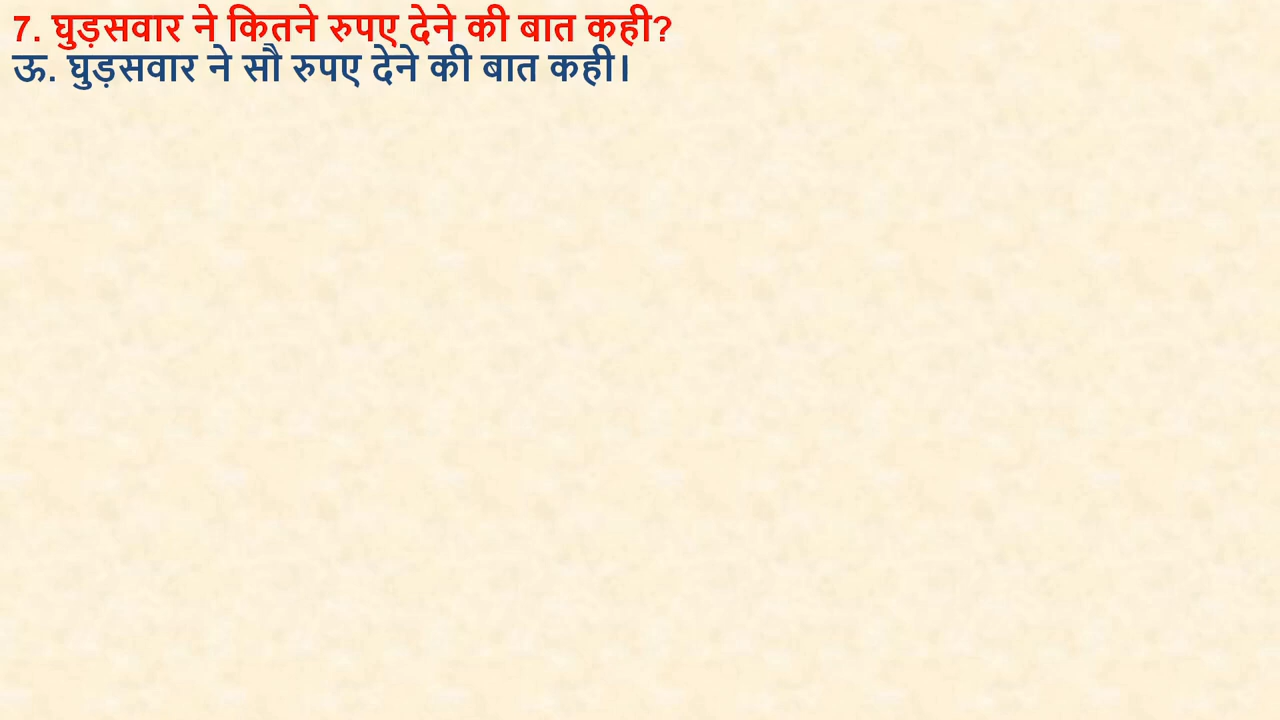 7. घुड़सवार ने कितने रुपए देने की बात कही?
ऊ. घुड़सवार ने सौ रुपए देने की बात कही।